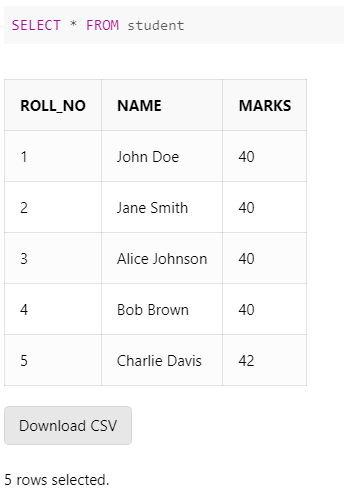 SELECT * FROM student
ROLL_NO NAME MARKS
1 John Doe 40
2 Jane Smith 40
3 Alice Johnson 40
4 Bob Brown 40
5 Charlie Davis 42
Download CSV
5 rows selected.